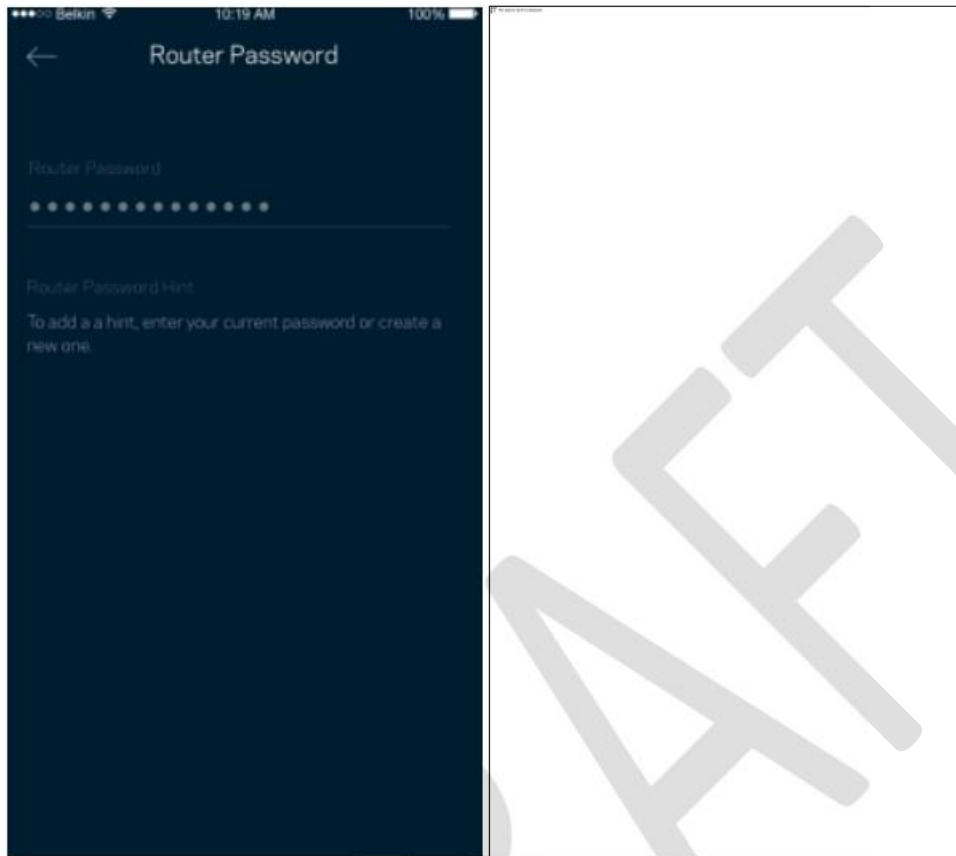 Belkin 10:19 AM 100%
Router Password
Router Password
Router Password Hint
To add a a hint, enter your current password or create a
new one.
DRAFT